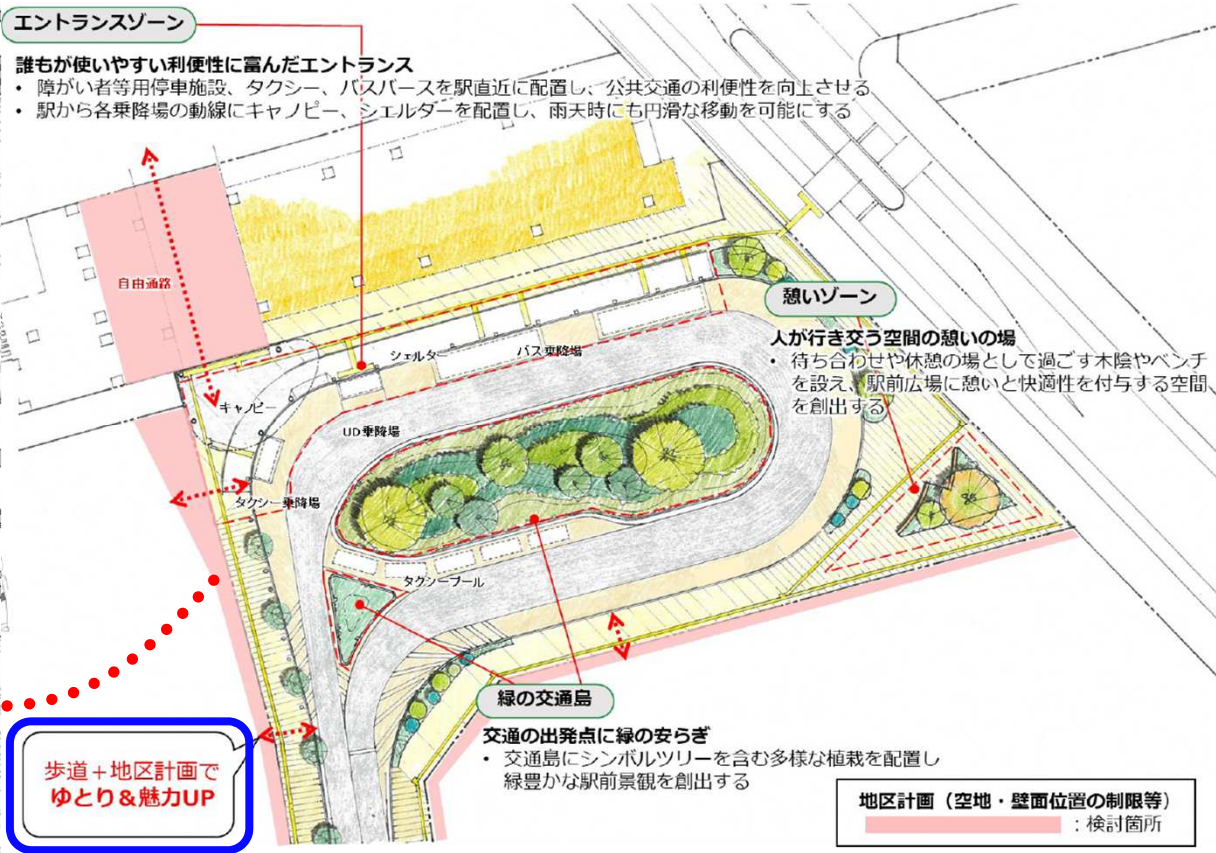 エントランスゾーン
誰もが使いやすい利便性に富んだエントランス
• 障がい者等用停車施設、タクシー、バスバースを駅直近に配置し、公共交通の利便性を向上させる
• 駅から各乗降場の動線にキャノピー、シェルターを配置し、雨天時にも円滑な移動を可能にする
自由通路
憩いゾーン
人が行き交う空間の憩いの場
• 待ち合わせや休憩の場として過ごす木陰やベンチ
を設え、駅前広場に憩いと快適性を付与する空間
を創出する
シェルター
バス乗降場
キャノピー
UD乗降場
タクシー乗降場
タクシープール
緑の交通島
交通の出発点に緑の安らぎ
• 交通島にシンボルツリーを含む多様な植栽を配置し
緑豊かな駅前景観を創出する
歩道+地区計画で
ゆとり&魅力UP
地区計画（空地・壁面位置の制限等）
：検討箇所